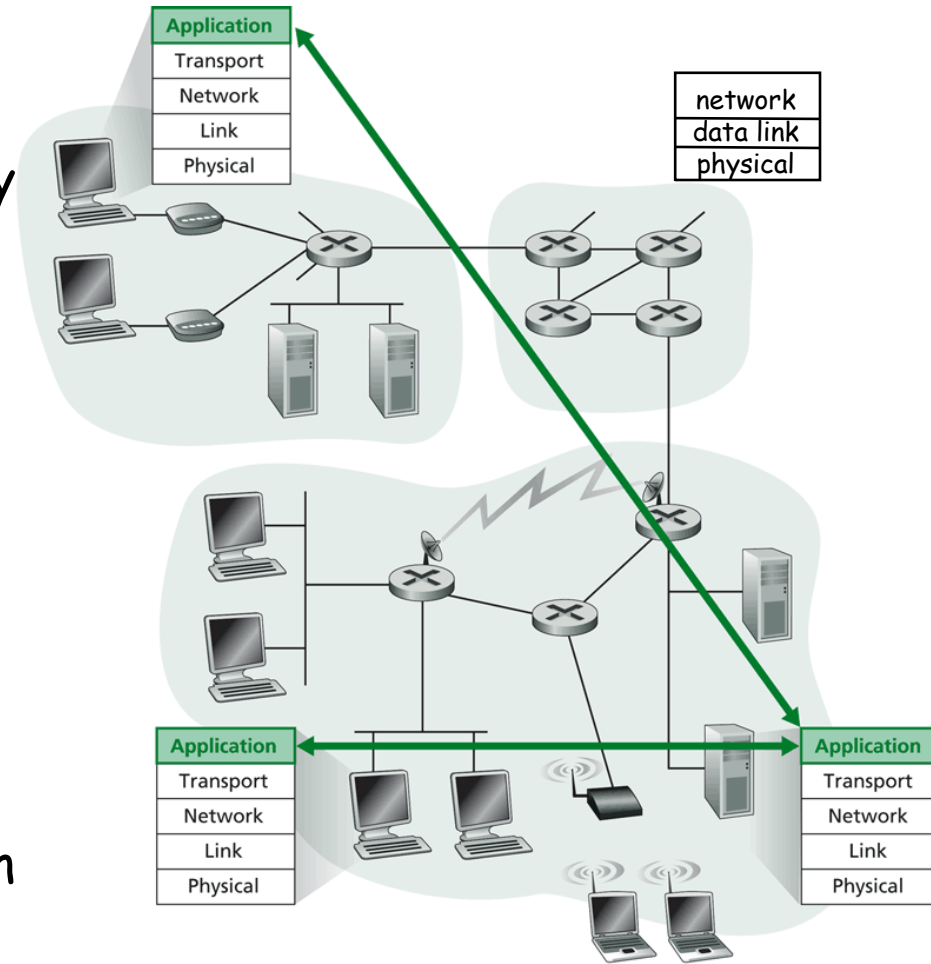 Application
Transport
Network
Link
Physical
network
data link
physical
y
n
Application
Transport
Network
Link
Physical
Application
Transport
Network
Link
Physical